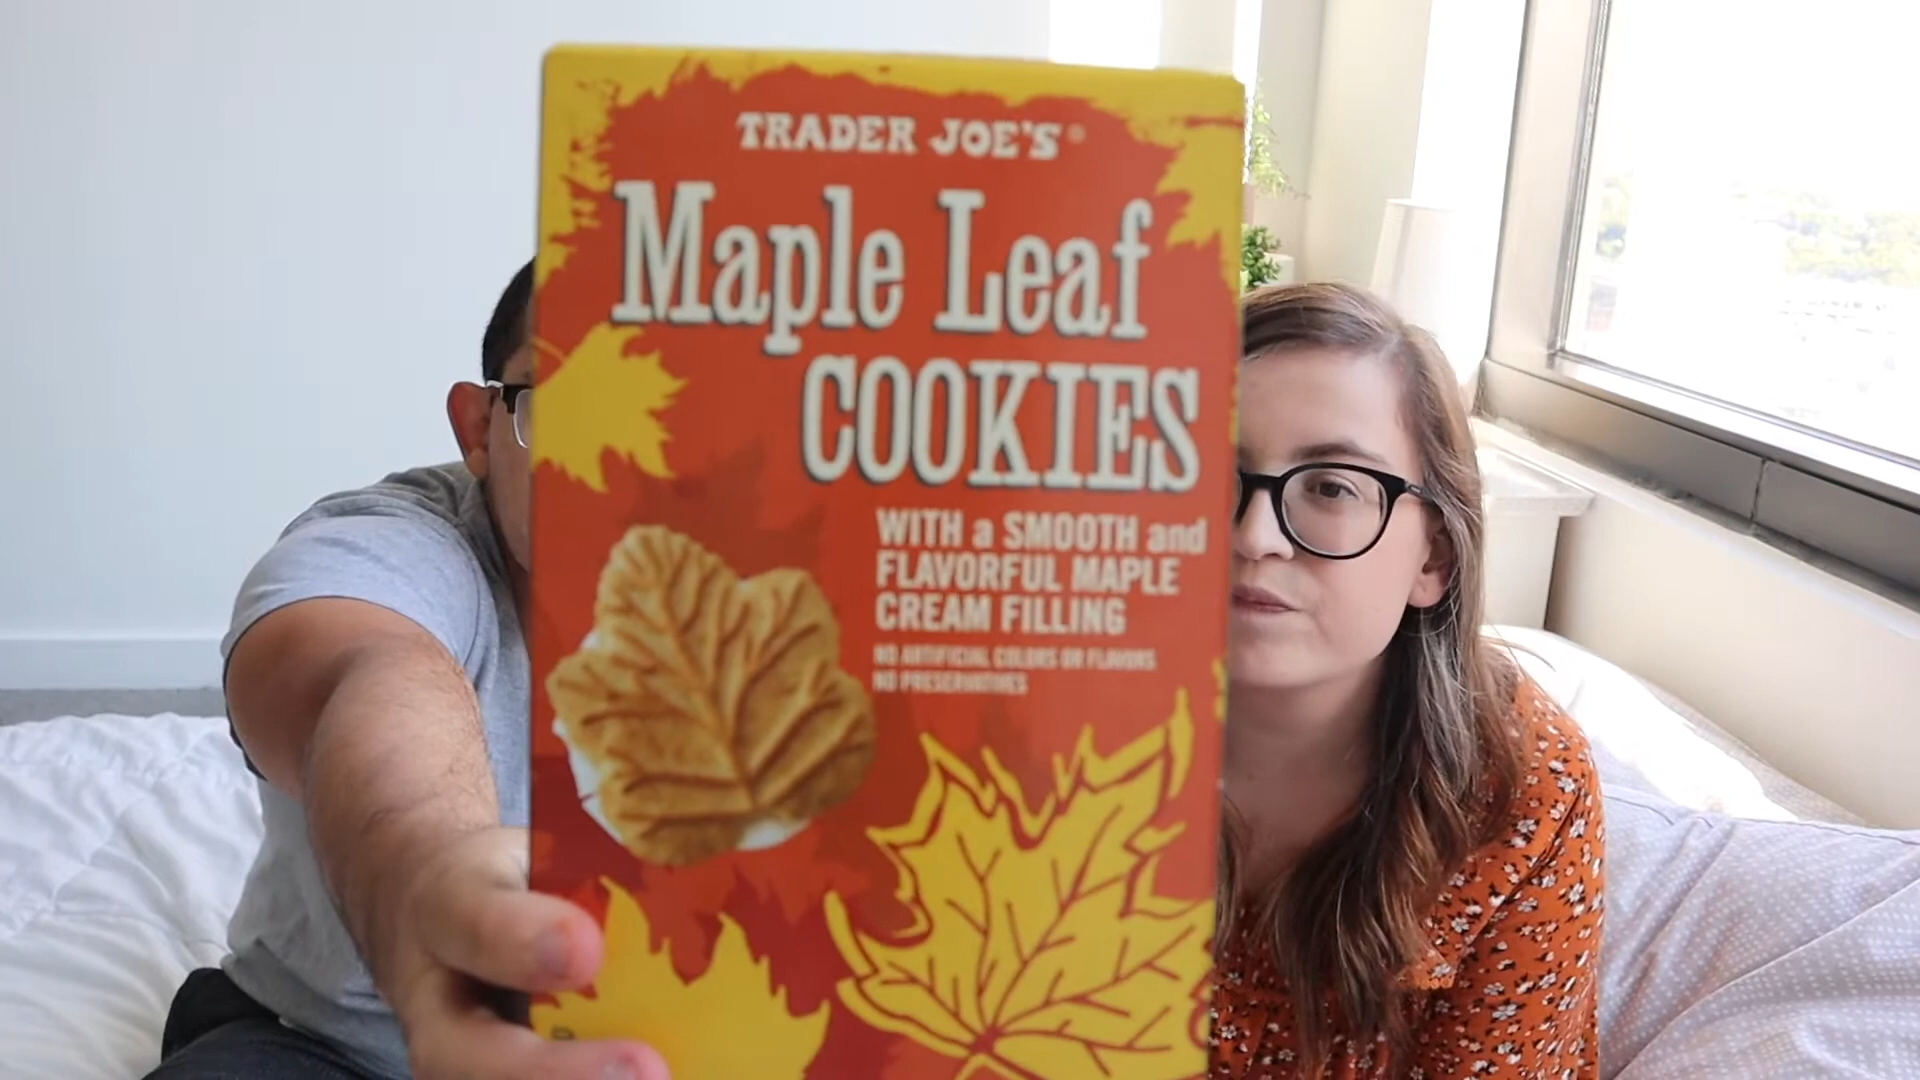 TRADER JOE'S®
Maple Leaf
COOKIES
WITH a SMOOTH and
FLAVORFUL MAPLE
CREAM FILLING
NO ARTIFICIAL COLORS OR FLAVORS
NO PRESERVATIVES